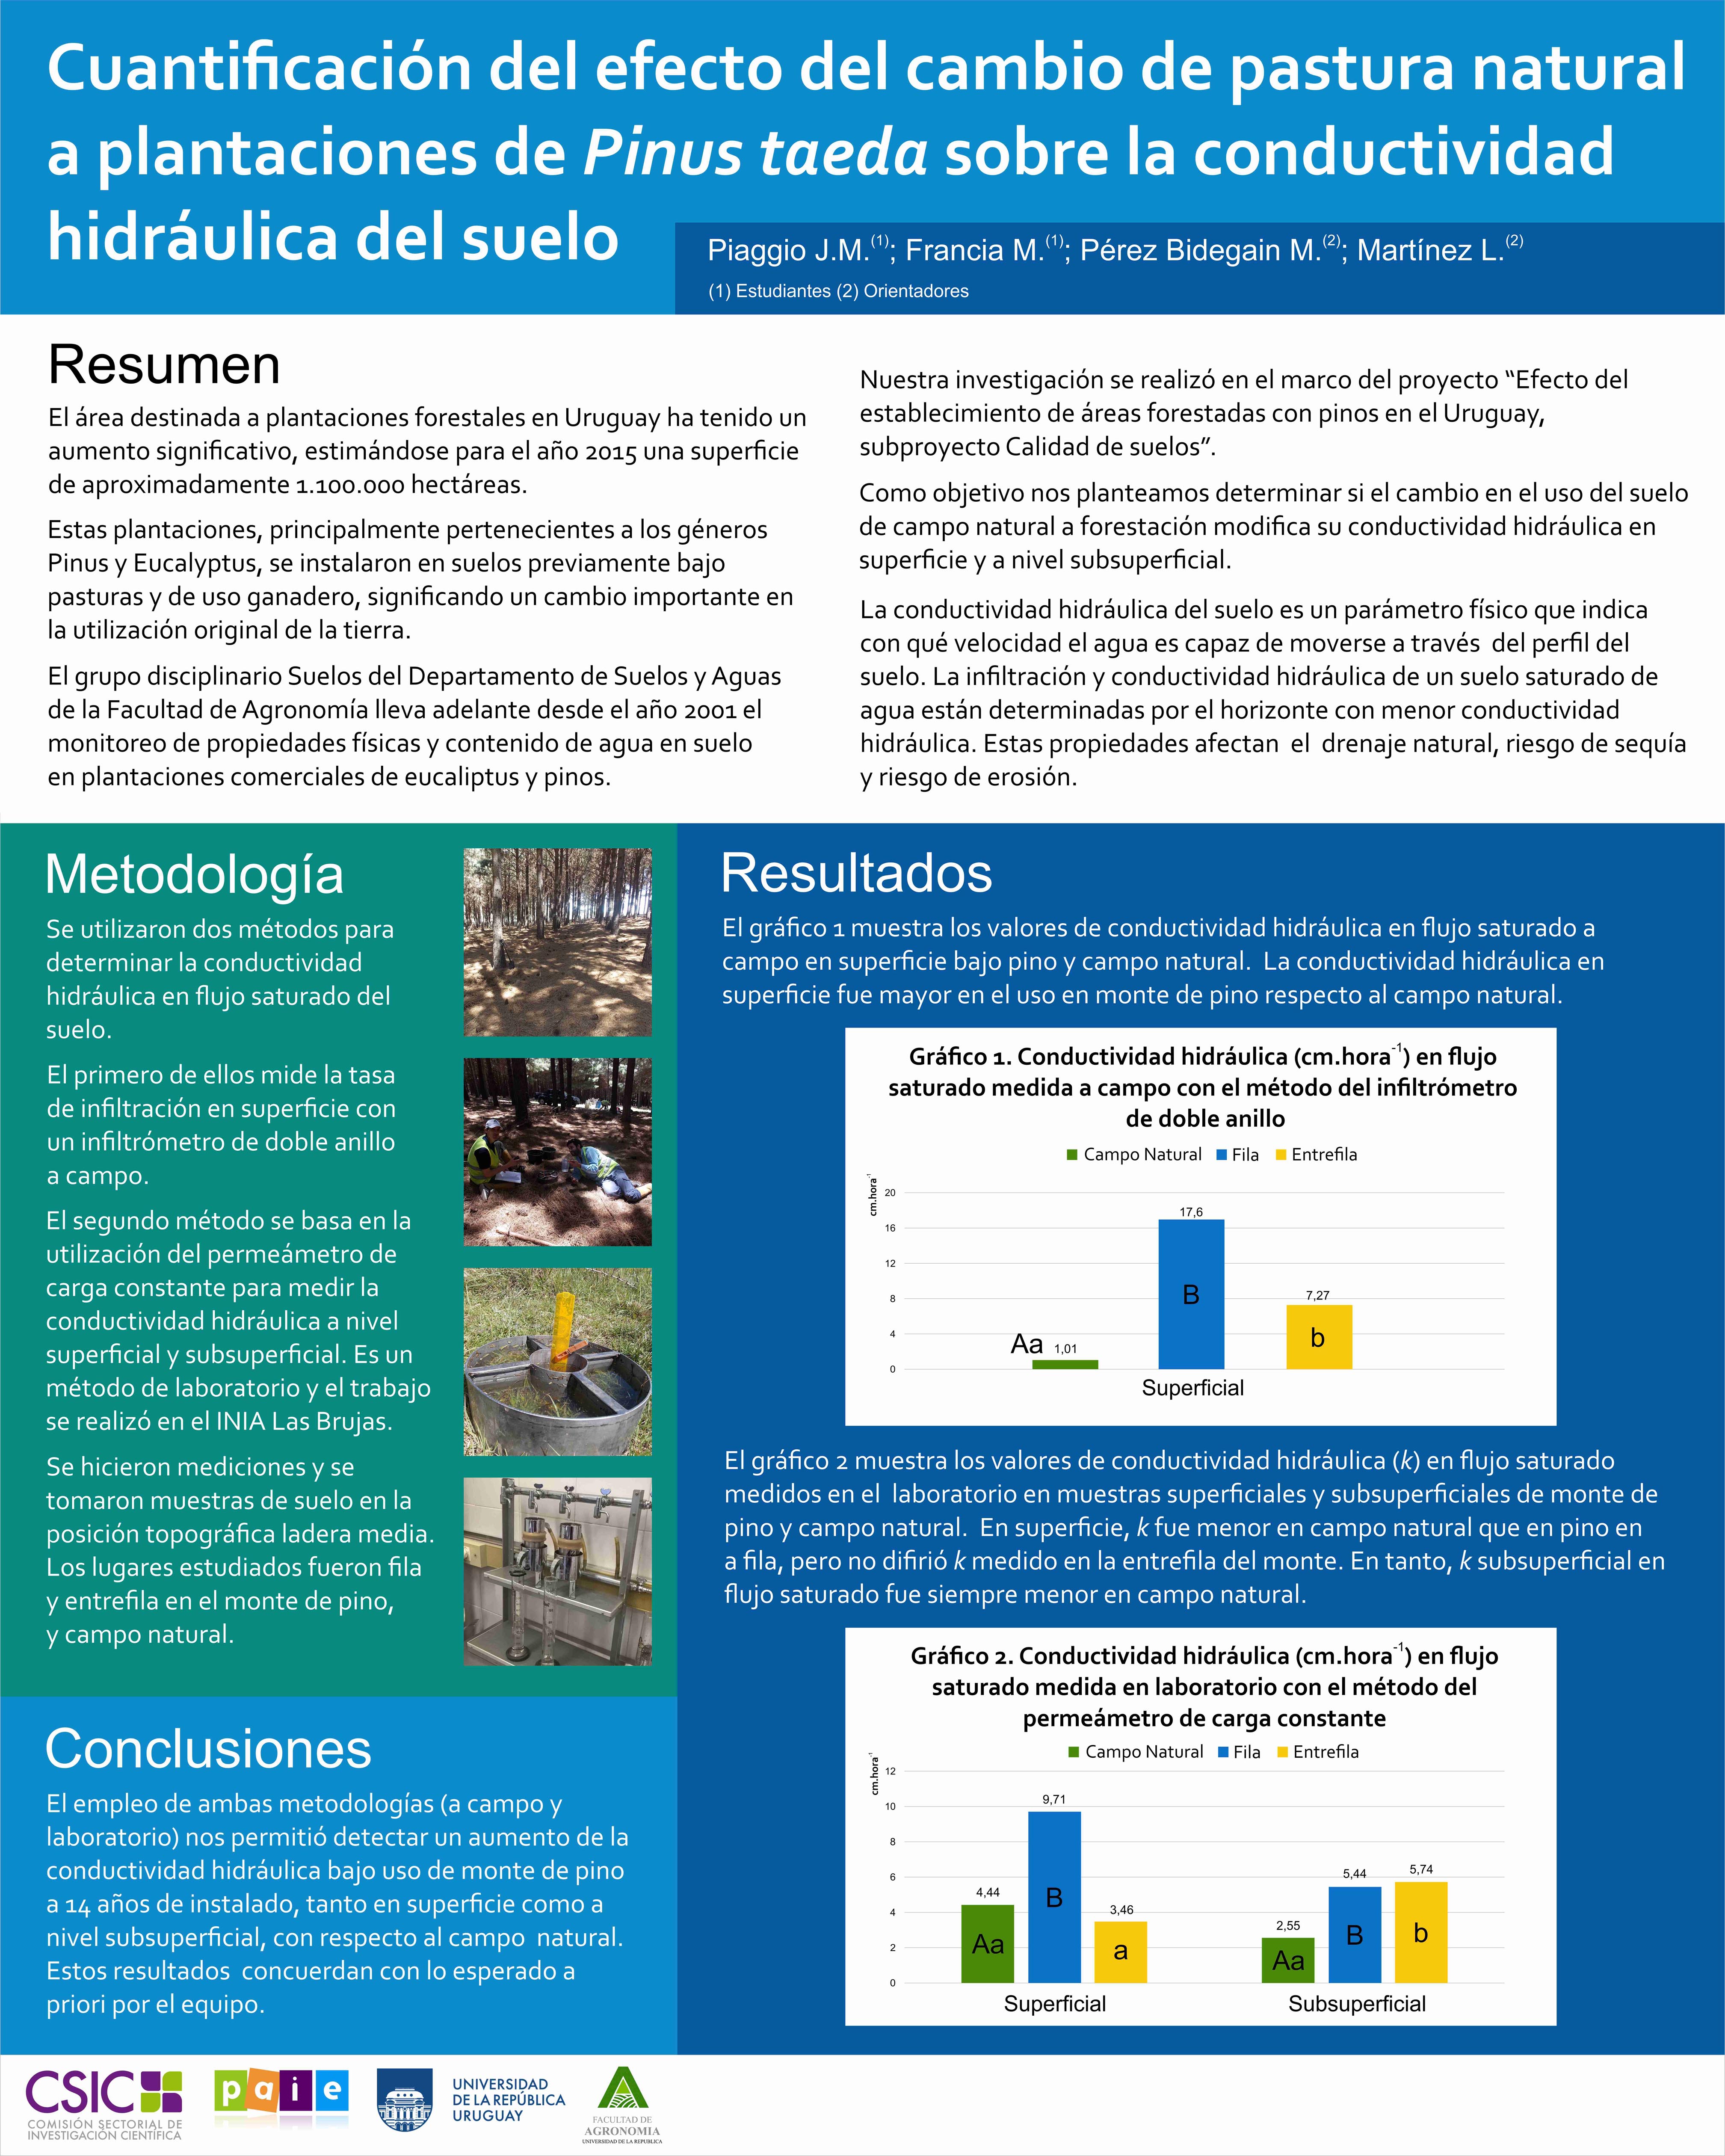 Cuantificación del efecto del cambio de pastura natural
a plantaciones de Pinus taeda sobre la conductividad
hidráulica del suelo
Piaggio J.M.(1); Francia M.(1); Pérez Bidegain M.(2); Martínez L.(2)
(1) Estudiantes (2) Orientadores
Resumen
El área destinada a plantaciones forestales en Uruguay ha tenido un
aumento significativo, estimándose para el año 2015 una superficie
de aproximadamente 1.100.000 hectáreas.
Estas plantaciones, principalmente pertenecientes a los géneros
Pinus y Eucalyptus, se instalaron en suelos previamente bajo
pasturas y de uso ganadero, significando un cambio importante en
la utilización original de la tierra.
El grupo disciplinario Suelos del Departamento de Suelos y Aguas
de la Facultad de Agronomía lleva adelante desde el año 2001 el
monitoreo de propiedades físicas y contenido de agua en suelo
en plantaciones comerciales de eucaliptus y pinos.
Nuestra investigación se realizó en el marco del proyecto “Efecto del
establecimiento de áreas forestadas con pinos en el Uruguay,
subproyecto Calidad de suelos”.
Como objetivo nos planteamos determinar si el cambio en el uso del suelo
de campo natural a forestación modifica su conductividad hidráulica en
superficie y a nivel subsuperficial.
La conductividad hidráulica del suelo es un parámetro físico que indica
con qué velocidad el agua es capaz de moverse a través del perfil del
suelo. La infiltración y conductividad hidráulica de un suelo saturado de
agua están determinadas por el horizonte con menor conductividad
hidráulica. Estas propiedades afectan el drenaje natural, riesgo de sequía
y riesgo de erosión.
Metodología
Se utilizaron dos métodos para
determinar la conductividad
hidráulica en flujo saturado del
suelo.
El primero de ellos mide la tasa
de infiltración en superficie con
un infiltrómetro de doble anillo
a campo.
El segundo método se basa en la
utilización del permeámetro de
carga constante para medir la
conductividad hidráulica a nivel
superficial y subsuperficial. Es un
método de laboratorio y el trabajo
se realizó en el INIA Las Brujas.
Se hicieron mediciones y se
tomaron muestras de suelo en la
posición topográfica ladera media.
Los lugares estudiados fueron fila
y entrefila en el monte de pino,
y campo natural.
Conclusiones
El empleo de ambas metodologías (a campo y
laboratorio) nos permitió detectar un aumento de la
conductividad hidráulica bajo uso de monte de pino
a 14 años de instalado, tanto en superficie como a
nivel subsuperficial, con respecto al campo natural.
Estos resultados concuerdan con lo esperado a
priori por el equipo.
Resultados
El gráfico 1 muestra los valores de conductividad hidráulica en flujo saturado a
campo en superficie bajo pino y campo natural. La conductividad hidráulica en
superficie fue mayor en el uso en monte de pino respecto al campo natural.
Gráfico 1. Conductividad hidráulica (cm.hora-1) en flujo
saturado medida a campo con el método del infiltrómetro
de doble anillo
Campo Natural Fila Entrefila
cm.hora-1
20
17,6
16
12
B
8
7,27
4
Aa 1,01
b
0
Superficial
El gráfico 2 muestra los valores de conductividad hidráulica (k) en flujo saturado
medidos en el laboratorio en muestras superficiales y subsuperficiales de monte de
pino y campo natural. En superficie, k fue menor en campo natural que en pino en
a fila, pero no difirió k medido en la entrefila del monte. En tanto, k subsuperficial en
flujo saturado fue siempre menor en campo natural.
Gráfico 2. Conductividad hidráulica (cm.hora-1) en flujo
saturado medida en laboratorio con el método del
permeámetro de carga constante
Campo Natural Fila Entrefila
cm.hora-1
12
10
9,71
8
6
5,44 5,74
4,44
B
4
3,46
2,55
2
Aa a Aa B b
0
Superficial Subsuperficial
CSIC
COMISIÓN SECTORIAL DE
INVESTIGACIÓN CIENTÍFICA
paie
UNIVERSIDAD
DE LA REPÚBLICA
URUGUAY
FACULTAD DE
AGRONOMIA
UNIVERSIDAD DE LA REPUBLICA